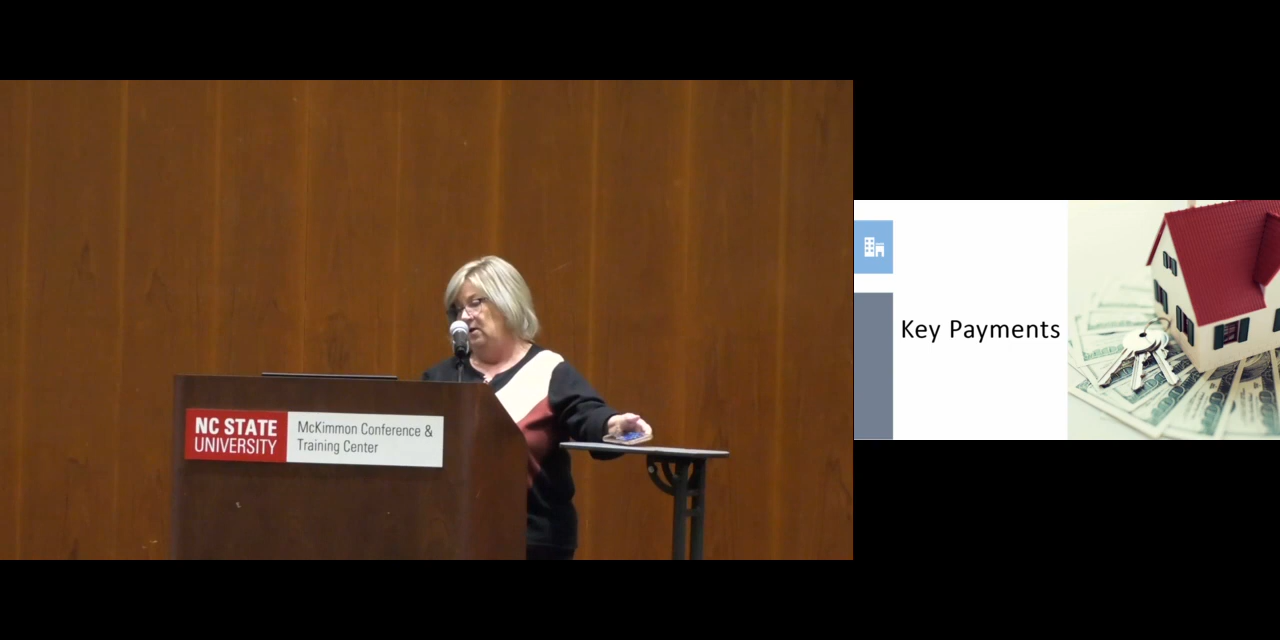 NC STATE
UNIVERSITY
McKimmon Conference &
Training Center
Key Payments